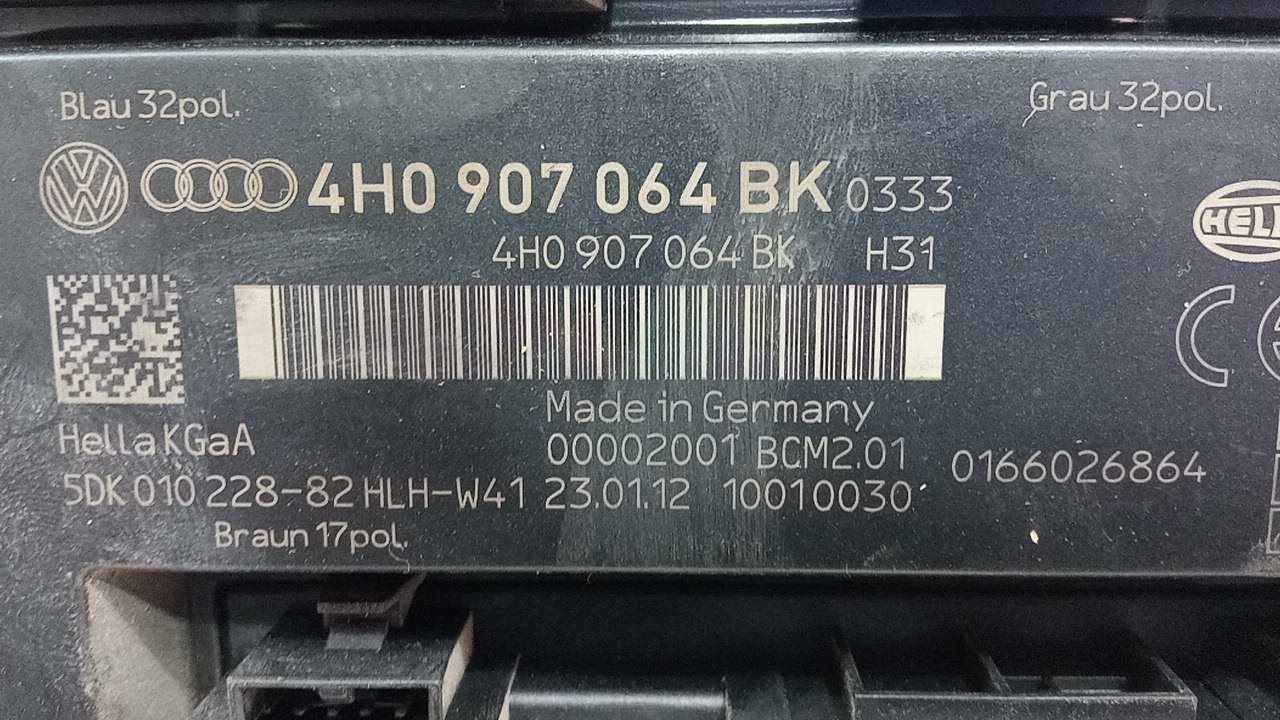 Blau 32pol.
Grau 32pol.
4H0 907 064 BK 0333
4H0 907 064 BK H31
HELLA
Made in Germany
Hella KGaA
00002001 BCM2.01
0166026864
5DK 010 228-82 HLH-W41 23.01.12 10010030
Braun 17pol.